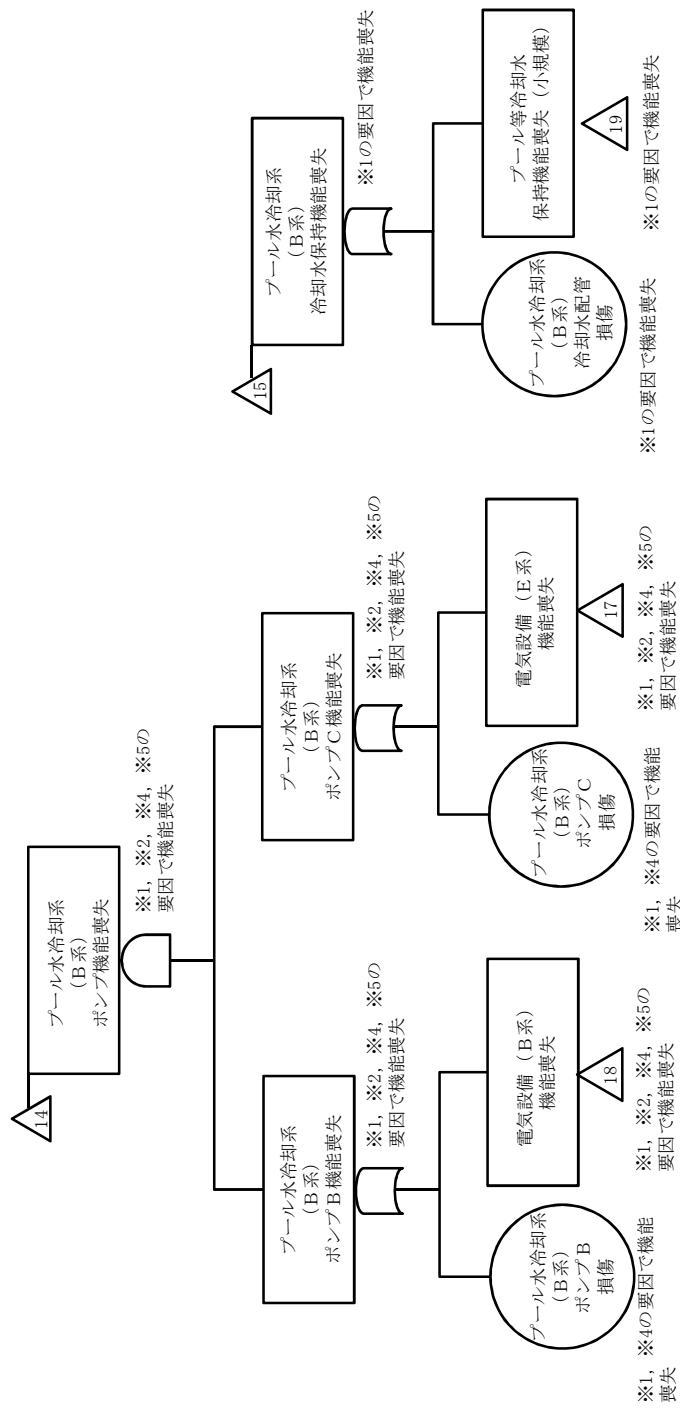 14
プール水冷却系
（Ｂ系）
ポンプ機能喪失
※1，※2，※4，※5の
要因で機能喪失
プール水冷却系
（Ｂ系）
ポンプＢ機能喪失
※1，※2，※4，※5の
要因で機能喪失
プール水冷却系
（Ｂ系）
ポンプＣ機能喪失
※1，※2，※4，※5の
要因で機能喪失
プール水冷却系
（Ｂ系）
ポンプＢ
損傷
※1，※4の要因で機能
喪失
電気設備（Ｂ系）
機能喪失
18
※1，※2，※4，※5の
要因で機能喪失
プール水冷却系
（Ｂ系）
ポンプＣ
損傷
※1，※4の要因で機能
喪失
電気設備（Ｅ系）
機能喪失
17
※1，※2，※4，※5の
要因で機能喪失
15
プール水冷却系
（Ｂ系）
冷却水保持機能喪失
※1の要因で機能喪失
プール水冷却系
（Ｂ系）
冷却水配管
損傷
※1の要因で機能喪失
プール等冷却水
保持機能喪失（小規模）
19
※1の要因で機能喪失